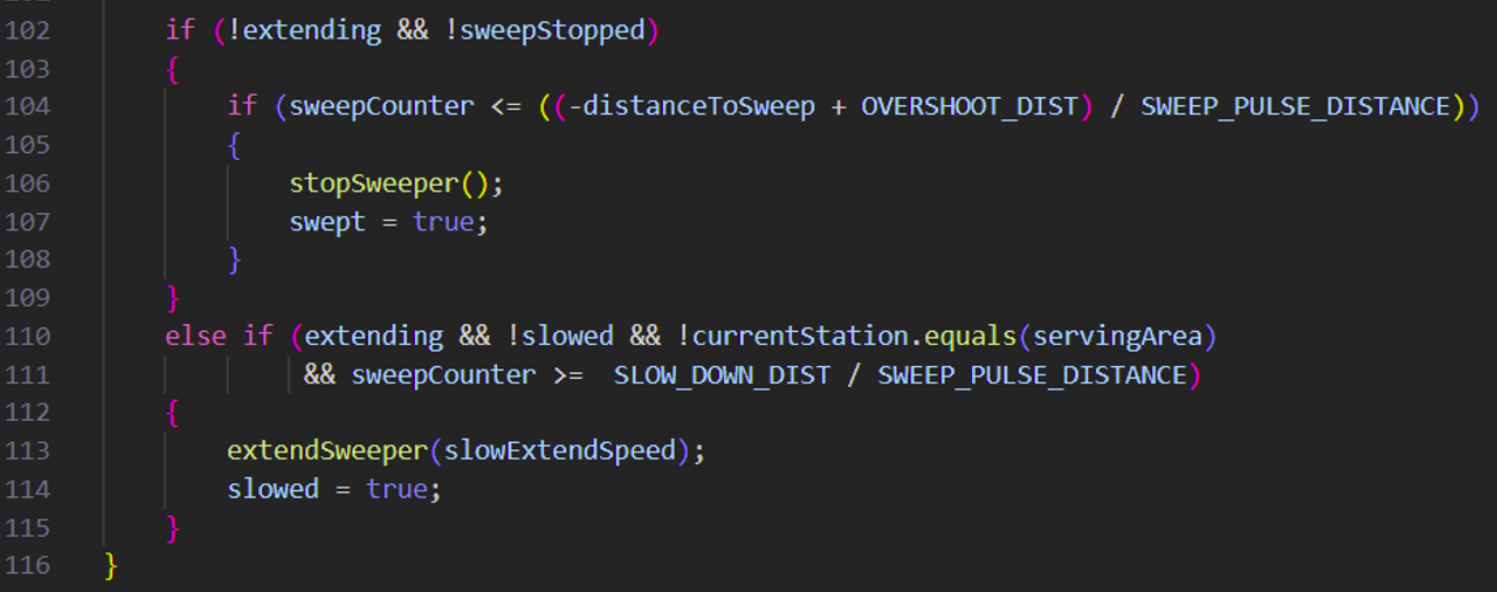 102 if (!extending && !sweepStopped)
103 {
104 if (sweepCounter <= ((-distanceToSweep + OVERSHOOT_DIST) / SWEEP_PULSE_DISTANCE))
105 {
106 stopSweeper();
107 swept = true;
108 }
109 }
110 else if (extending && !slowed && !currentStation.equals(servingArea)
111 && sweepCounter >=  SLOW_DOWN_DIST / SWEEP_PULSE_DISTANCE)
112 {
113 extendSweeper(slowExtendSpeed);
114 slowed = true;
115 }
116 }